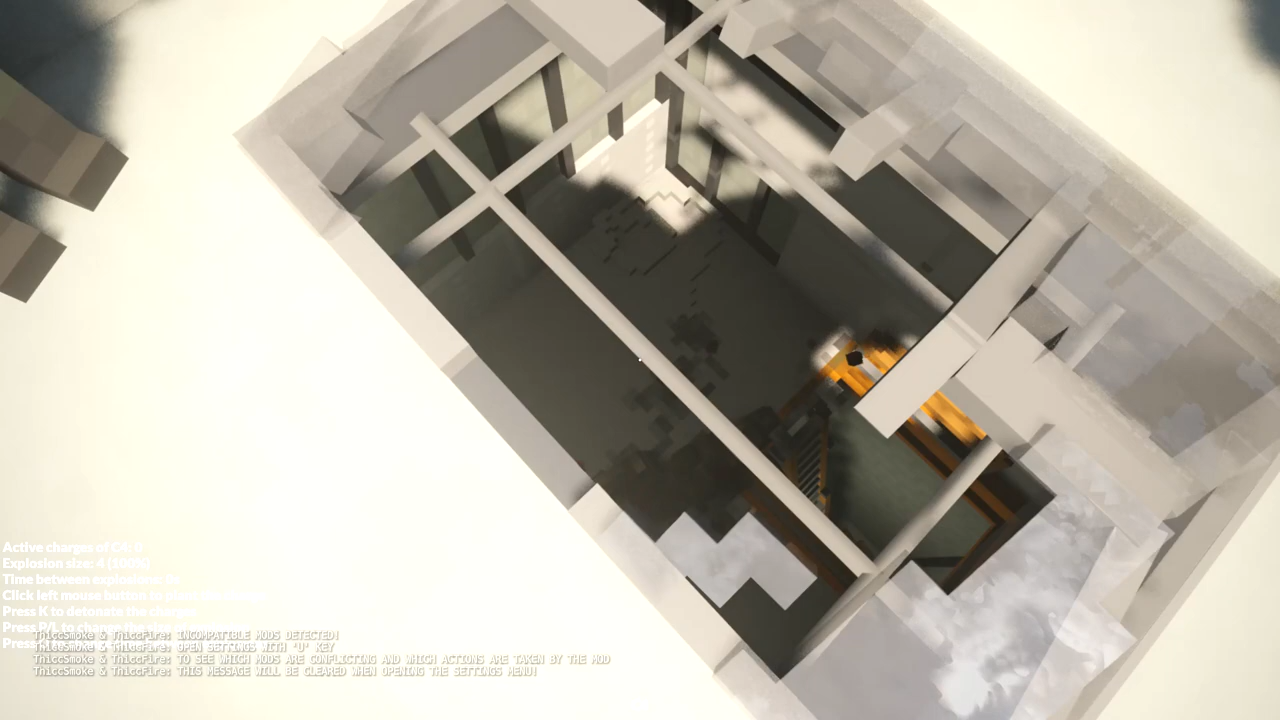 Active charges of C4: 0
Explosion size: 4 (100%)
Time between explosions:
Click left mouse button to
Press K to detonate the charges
Press P/L to change the size of
Press
ThiccSmoke & ThiccFire: INCOMPATIBLE MODS DETECTED!
ThiccSmoke & ThiccFire: OPEN SETTINGS WITH 'U' KEY
ThiccSmoke & ThiccFire: TO SEE WHICH MODS ARE CONFLICTING AND WHICH ACTIONS ARE TAKEN BY THE MOD
ThiccSmoke & ThiccFire: THIS MESSAGE WILL BE CLEARED WHEN OPENING THE SETTINGS MENU!